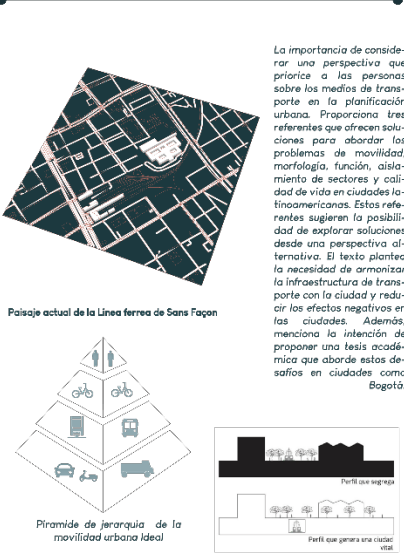 La importancia de conside-
rar una perspectiva que
priorice a las personas
sobre los medios de trans-
porte en la planificación
urbana. Proporciona tres
referentes que ofrecen solu-
ciones para abordar los
problemas de movilidad,
morfología, función, aisla-
miento de sectores y cali-
dad de vida en ciudades la-
tinoamericanas. Estos refe-
rentes sugieren la posibili-
dad de explorar soluciones
desde una perspectiva al-
ternativa. El texto plantea
la necesidad de armonizar
la infraestructura de trans-
porte con la ciudad y redu-
cir los efectos negativos en
las ciudades. Además,
menciona la intención de
proponer una tesis acadé-
mica que aborde estos de-
safíos en ciudades como
Bogotá.
Paisaje actual de la Linea ferrea de Sans Façon
Piramide de jerarquia de la
movilidad urbana Ideal
Perfil que segrega
Perfil que genera una ciudad
vital